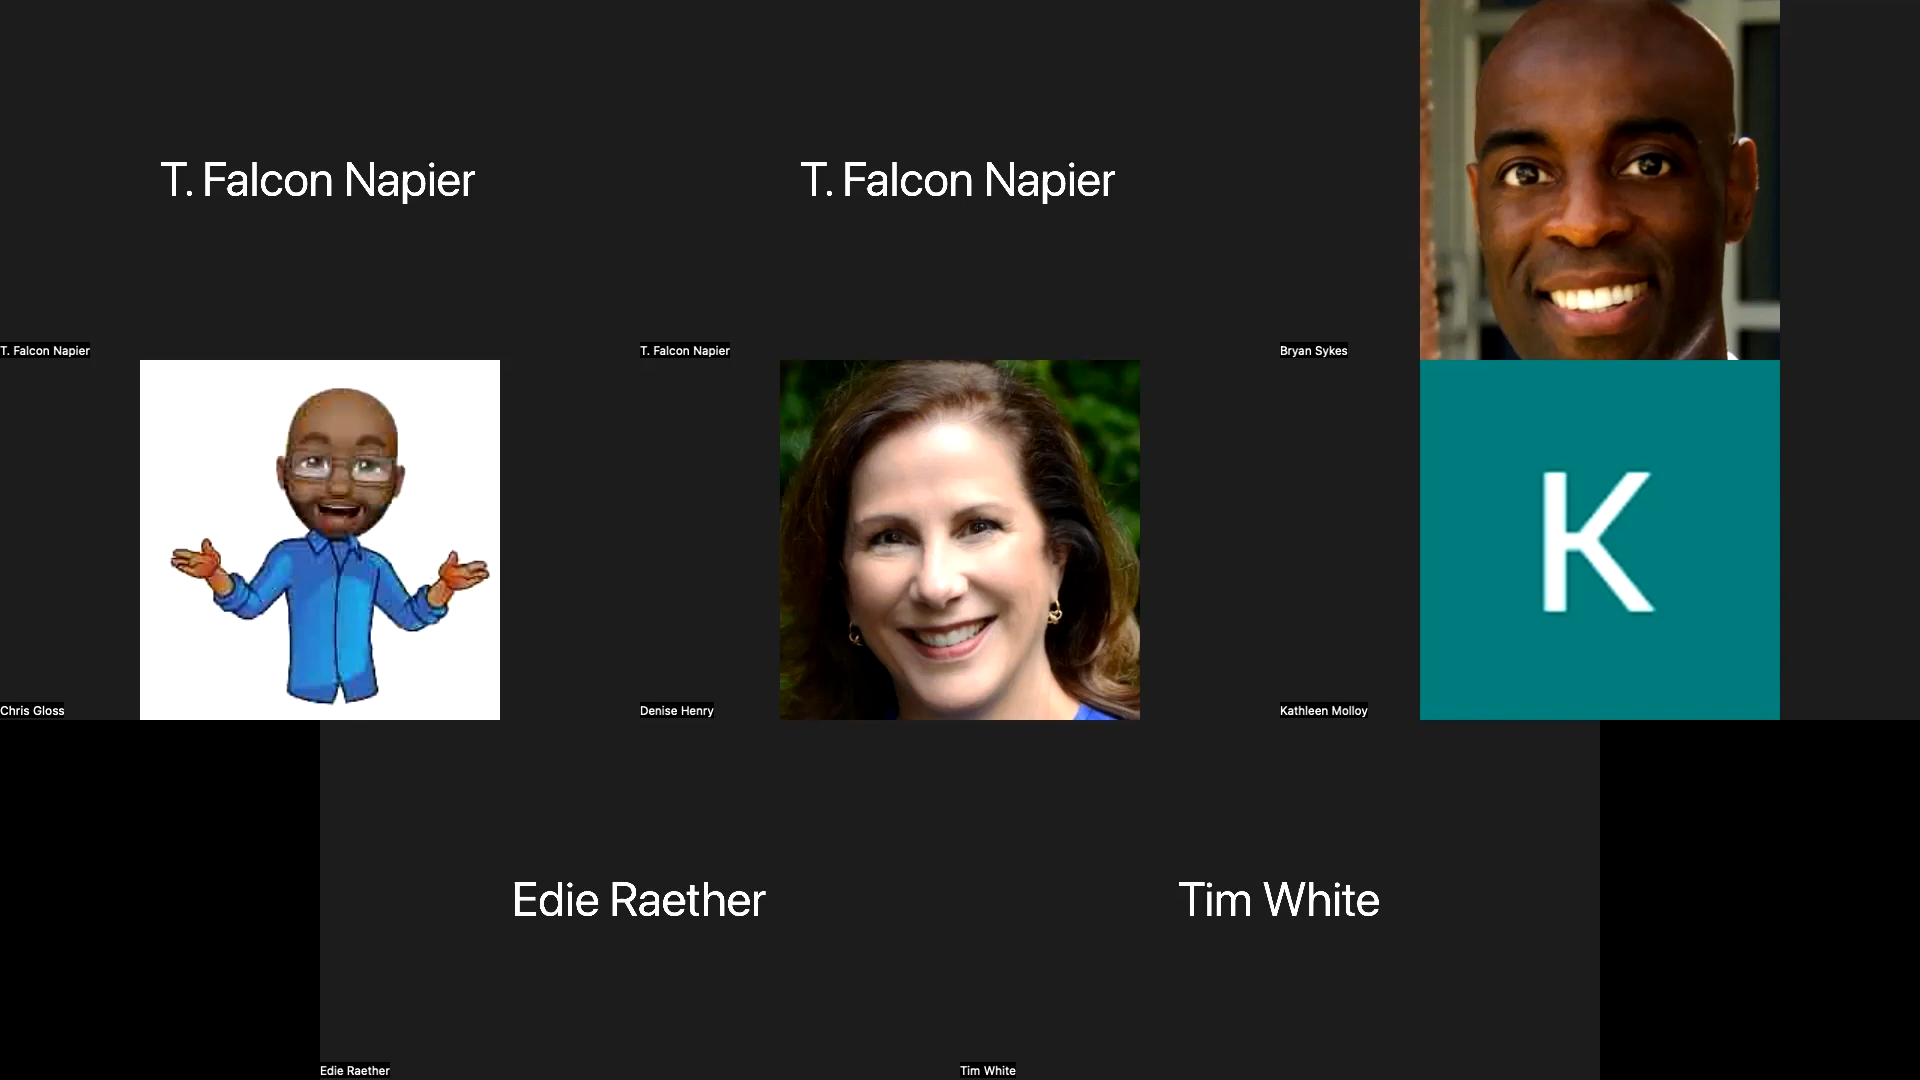 T. Falcon Napier
T. Falcon Napier
T. Falcon Napier
T. Falcon Napier
Bryan Sykes
K
Chris Gloss
Denise Henry
Kathleen Molloy
Edie Raether
Tim White
Edie Raether
Tim White